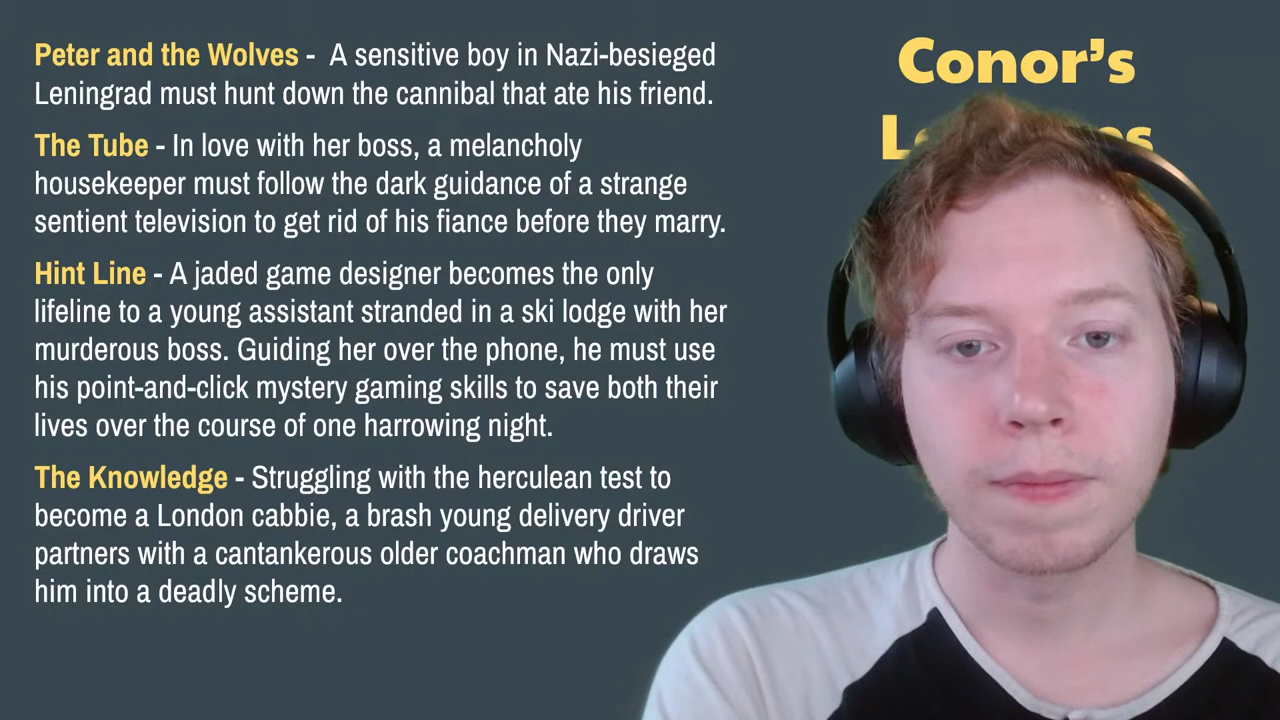 Peter and the Wolves - A sensitive boy in Nazi-besieged
Leningrad must hunt down the cannibal that ate his friend.
The Tube - In love with her boss, a melancholy
housekeeper must follow the dark guidance of a strange
sentient television to get rid of his fiance before they marry.
Hint Line - A jaded game designer becomes the only
lifeline to a young assistant stranded in a ski lodge with her
murderous boss. Guiding her over the phone, he must use
his point-and-click mystery gaming skills to save both their
lives over the course of one harrowing night.
The Knowledge - Struggling with the herculean test to
become a London cabbie, a brash young delivery driver
partners with a cantankerous older coachman who draws
him into a deadly scheme.
Conor's